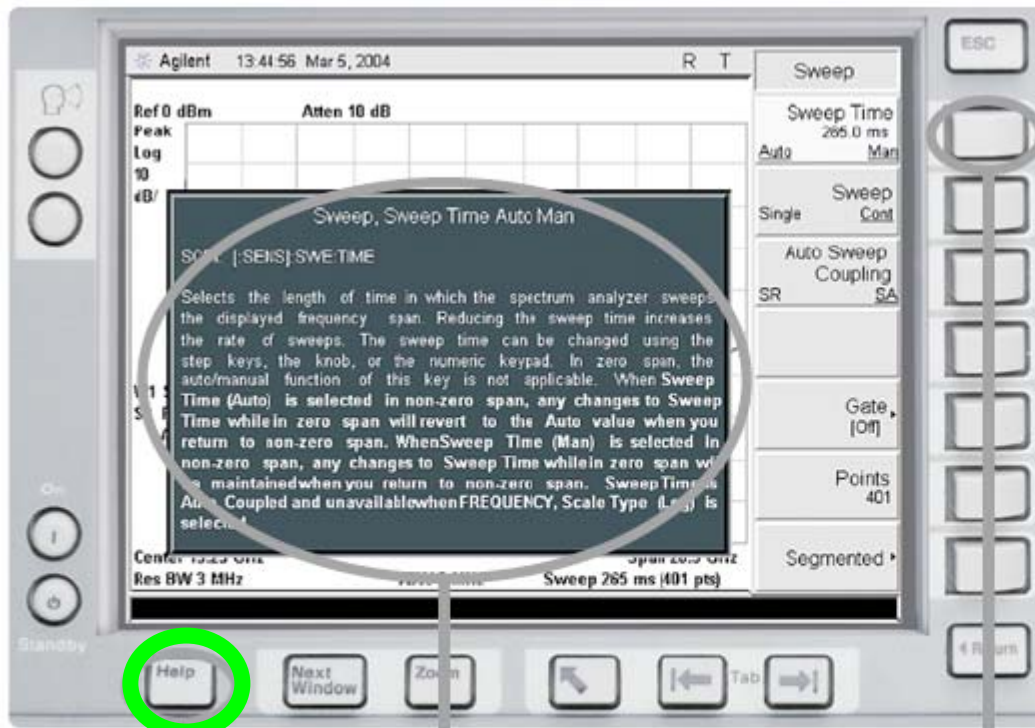 Agilent 13:44:56 Mar 5, 2004 R T
Ref 0 dBm Atten 10 dB
Peak
Log
10
dB/
Sweep, Sweep Time Auto Man
[:SENS]:SWE:TIME
Selects the length of time in which the spectrum analyzer sweeps
the displayed frequency span. Reducing the sweep time increases
the rate of sweeps. The sweep time can be changed using the
step keys, the knob, or the numeric keypad. In zero span, the
auto/manual function of this key is not applicable. When Sweep
Time (Auto) is selected in non-zero span, any changes to Sweep
Time while in zero span will revert to the Auto value when you
return to non-zero span. WhenSweep Time (Man) is selected In
non-zero span, any changes to Sweep Time whilein zero span
maintainedwhen you return to non-zero span. SweepTime is
Auto Coupled and unavailablewhenFREQUENCY, Scale Type (Log) is
Center
Res BW 3 MHz Sweep 265 ms (401 pts)
Sweep
Sweep Time
265.0 ms
Auto Man
Sweep
Single Cont
Auto Sweep
Coupling
SR SA
Gate
[Off]
Points
401
Segmented
ESC
On
Standby
Help
Next
Window
Zoom
Tab
Return